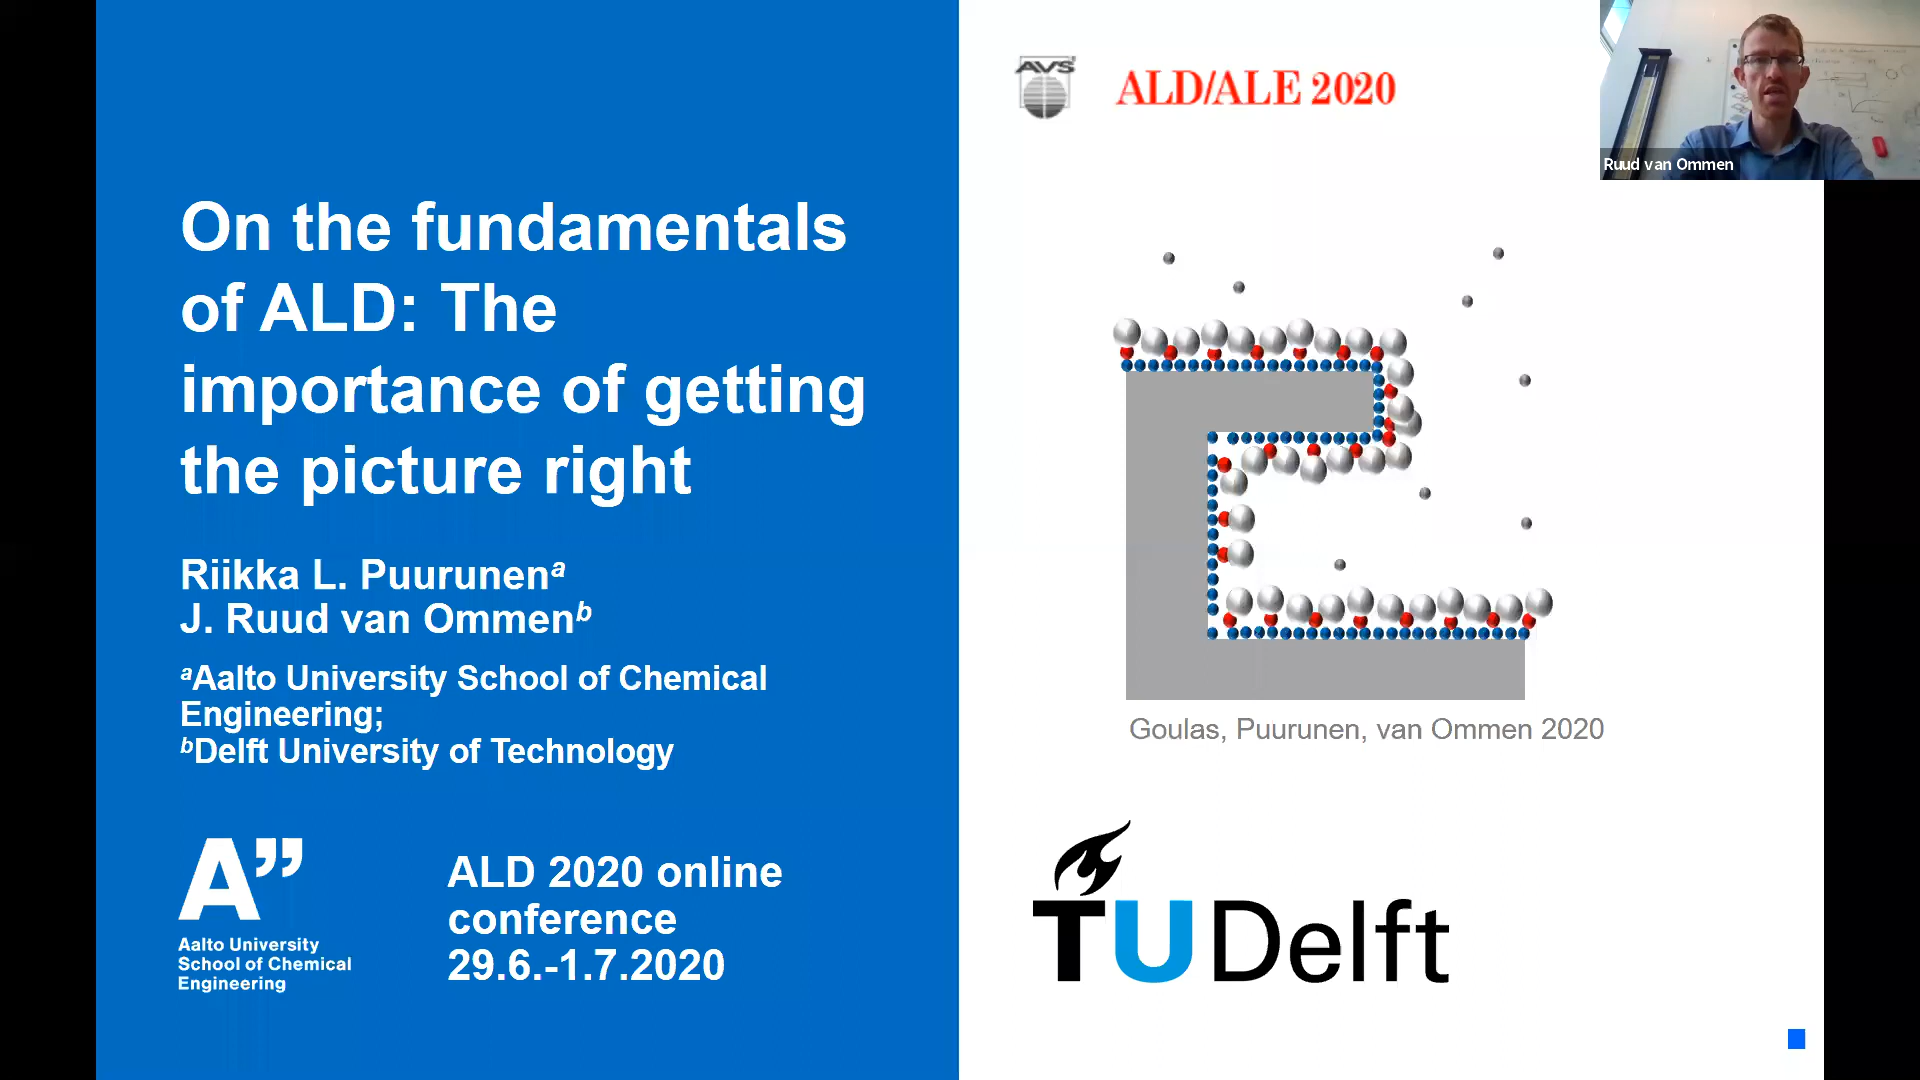 On the fundamentals
of ALD: The
importance of getting
the picture right
Riikka L. Puurunenᵃ
J. Ruud van Ommenᵇ
ᵃAalto University School of Chemical
Engineering;
ᵇDelft University of Technology
A”
Aalto University
School of Chemical
Engineering
ALD 2020 online
conference
29.6.-1.7.2020
AVS
ALD/ALE 2020
Ruud van Ommen
Goulas, Puurunen, van Ommen 2020
TUDelft